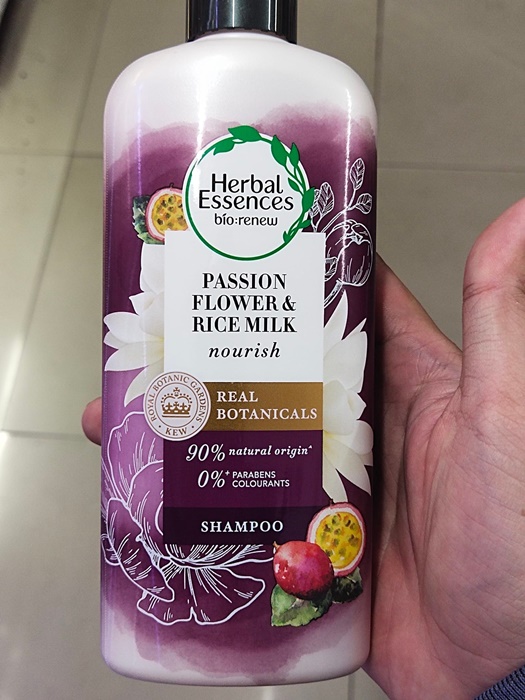 Herbal
Essences
bio:renew
PASSION
FLOWER &
RICE MILK
nourish
ROYAL BOTANIC GARDENS
KEW
REAL
BOTANICALS
90% natural origin^
0%+ PARABENS
COLOURANTS
SHAMPOO